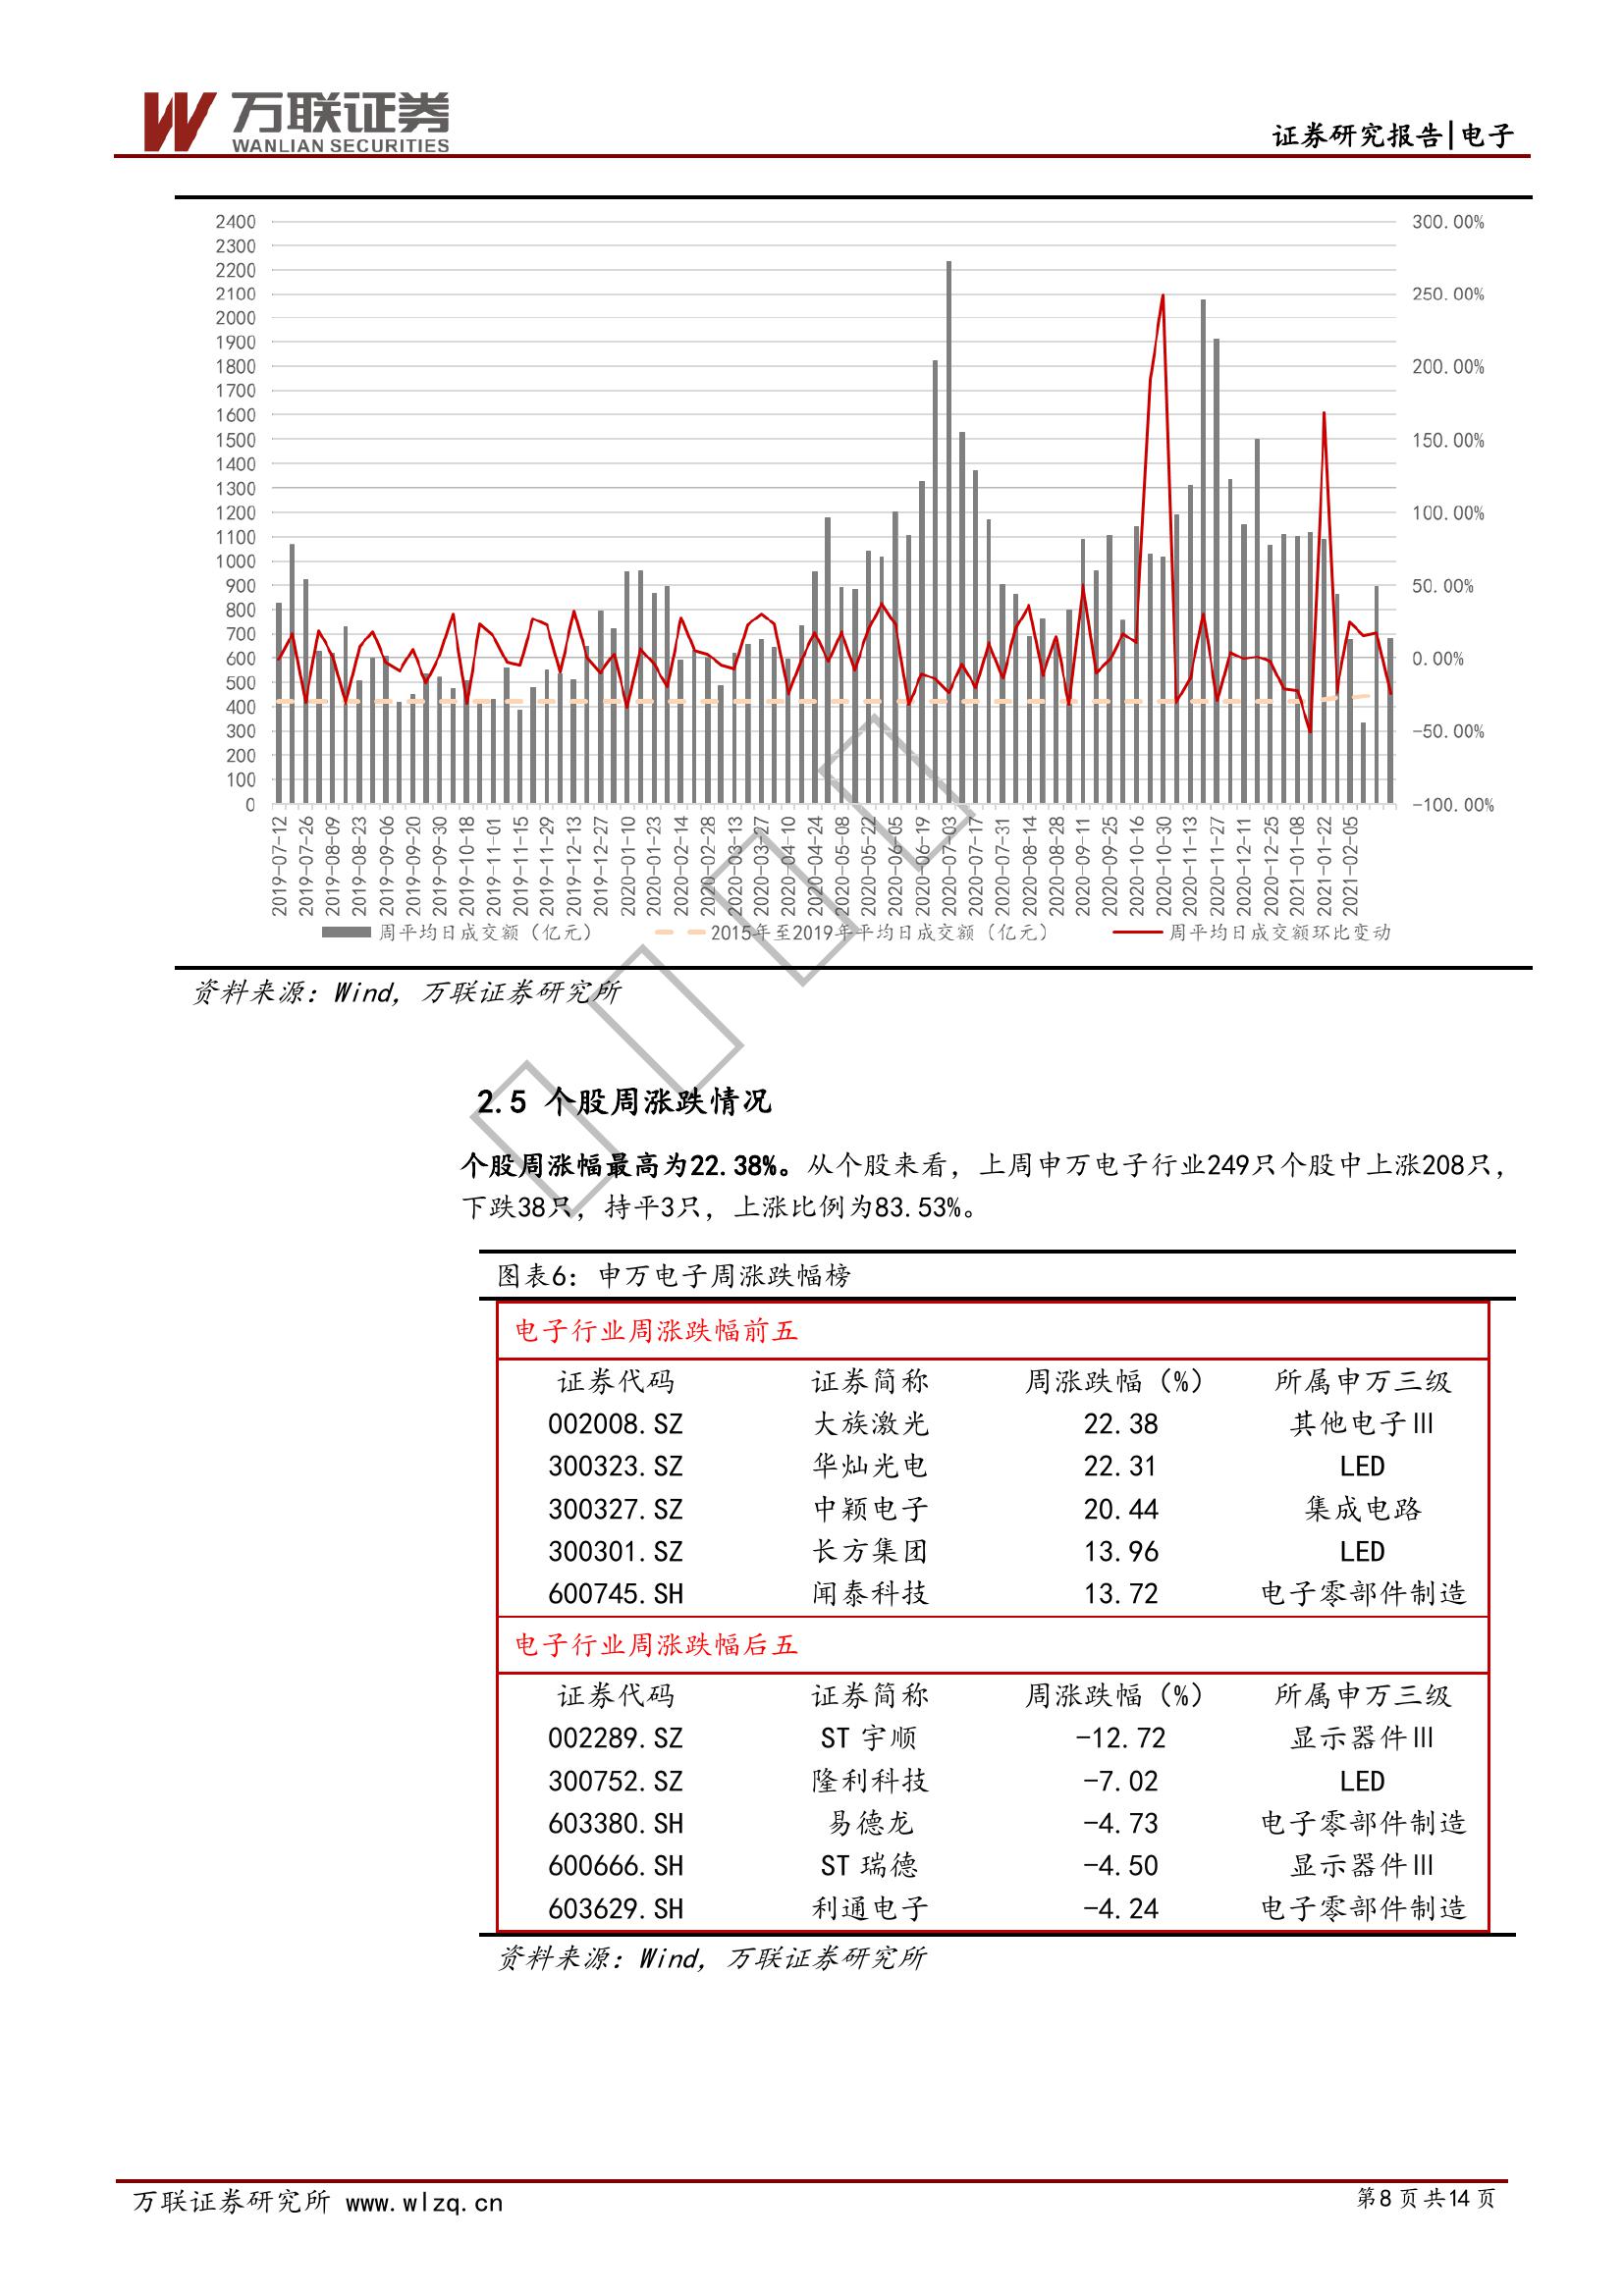 万联证券
WANLIAN SECURITIES
证券研究报告|电子
2400
2300
2200
2100
2000
1900
1800
1700
1600
1500
1400
1300
1200
1100
1000
900
800
700
600
500
400
300
200
100
0
300.00%
250.00%
200.00%
150.00%
100.00%
50.00%
0.00%
-50.00%
-100.00%
2019-07-12
2019-07-26
2019-08-09
2019-08-23
2019-09-06
2019-09-20
2019-09-30
2019-10-18
2019-11-01
2019-11-15
2019-11-29
2019-12-13
2019-12-27
2020-01-10
2020-01-23
2020-02-14
2020-02-28
2020-03-13
2020-03-27
2020-04-10
2020-04-24
2020-05-08
2020-05-22
2020-06-05
2020-06-19
2020-07-03
2020-07-17
2020-07-31
2020-08-14
2020-08-28
2020-09-11
2020-09-25
2020-10-16
2020-10-30
2020-11-13
2020-11-27
2020-12-11
2020-12-25
2021-01-08
2021-01-22
2021-02-05
周平均日成交额（亿元） 2015年至2019年平均日成交额（亿元） 周平均日成交额环比变动
资料来源：Wind，万联证券研究所
2.5 个股周涨跌情况
个股周涨幅最高为22.38%。从个股来看，上周申万电子行业249只个股中上涨208只，
下跌38只，持平3只，上涨比例为83.53%。
图表6：申万电子周涨跌幅榜
电子行业周涨跌幅前五
证券代码 证券简称 周涨跌幅（%） 所属申万三级
002008.SZ 大族激光 22.38 其他电子Ⅲ
300323.SZ 华灿光电 22.31 LED
300327.SZ 中颖电子 20.44 集成电路
300301.SZ 长方集团 13.96 LED
600745.SH 闻泰科技 13.72 电子零部件制造
电子行业周涨跌幅后五
证券代码 证券简称 周涨跌幅（%） 所属申万三级
002289.SZ ST 宇顺 -12.72 显示器件Ⅲ
300752.SZ 隆利科技 -7.02 LED
603380.SH 易德龙 -4.73 电子零部件制造
600666.SH ST 瑞德 -4.50 显示器件Ⅲ
603629.SH 利通电子 -4.24 电子零部件制造
资料来源：Wind，万联证券研究所
万联证券研究所 www.wlzq.cn
第8页共14页